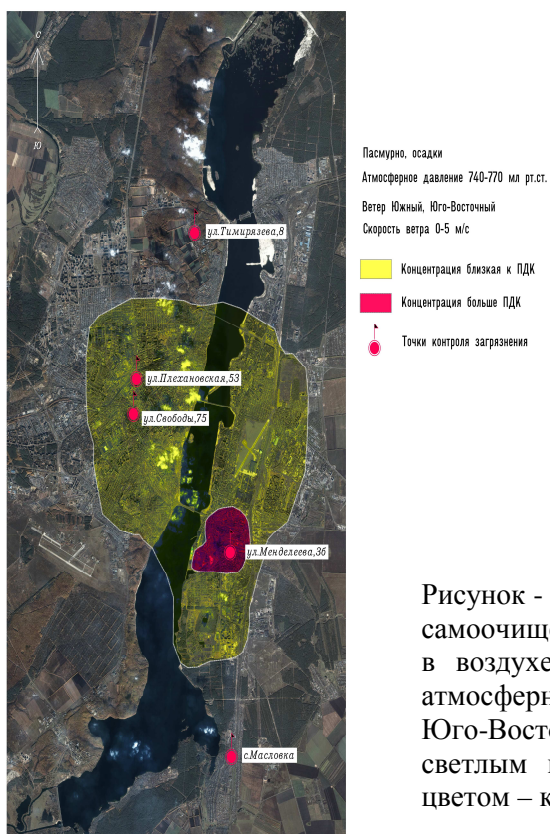 С
Ю
ул.Тимирязева,8
ул.Плехановская,53
ул.Свободы,75
ул.Менделеева,3б
с.Масловка
Пасмурно, осадки
Атмосферное давление 740-770 мл рт.ст.
Ветер Южный, Юго-Восточный
Скорость ветра 0-5 м/с
Концентрация близкая к ПДК
Концентрация больше ПДК
Точки контроля загрязнения
Рисунок -
самоочище
в воздухе
атмосферн
Юго-Восто
светлым
цветом – к